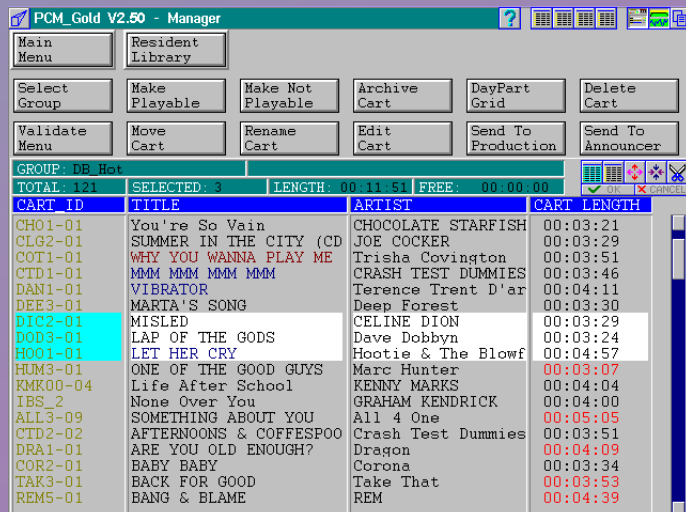 PCM_Gold V2.50 - Manager
?
Main Menu
Resident Library
Select Group
Make Playable
Make Not Playable
Archive Cart
DayPart Grid
Delete Cart
Validate Menu
Move Cart
Rename Cart
Edit Cart
Send To Production
Send To Announcer
GROUP: DB_Hot
TOTAL: 121 SELECTED: 3 LENGTH: 00:11:51 FREE: 00:00:00
OK CANCEL
CART_ID TITLE ARTIST CART LENGTH
CHO1-01 You're So Vain CHOCOLATE STARFISH 00:03:21
CLG2-01 SUMMER IN THE CITY (CD JOE COCKER 00:03:29
COT1-01 WHY YOU WANNA PLAY ME Trisha Covington 00:03:51
CTD1-01 MMM MMM MMM MMM CRASH TEST DUMMIES 00:03:46
DAN1-01 VIBRATOR Terence Trent D'ar 00:04:11
DEE3-01 MARTA'S SONG Deep Forest 00:03:30
DIC2-01 MISLED CELINE DION 00:03:29
DOD3-01 LAP OF THE GODS Dave Dobbyn 00:03:24
HOO1-01 LET HER CRY Hootie & The Blowf 00:04:57
HUM3-01 ONE OF THE GOOD GUYS Marc Hunter 00:03:07
KMK00-04 Life After School KENNY MARKS 00:04:04
IBS_2 None Over You GRAHAM KENDRICK 00:04:00
ALL3-09 SOMETHING ABOUT YOU All 4 One 00:05:05
CTD2-02 AFTERNOONS & COFFESPOO Crash Test Dummies 00:03:51
DRA1-01 ARE YOU OLD ENOUGH? Dragon 00:04:09
COR2-01 BABY BABY Corona 00:03:34
TAK3-01 BACK FOR GOOD Take That 00:03:53
REM5-01 BANG & BLAME REM 00:04:39